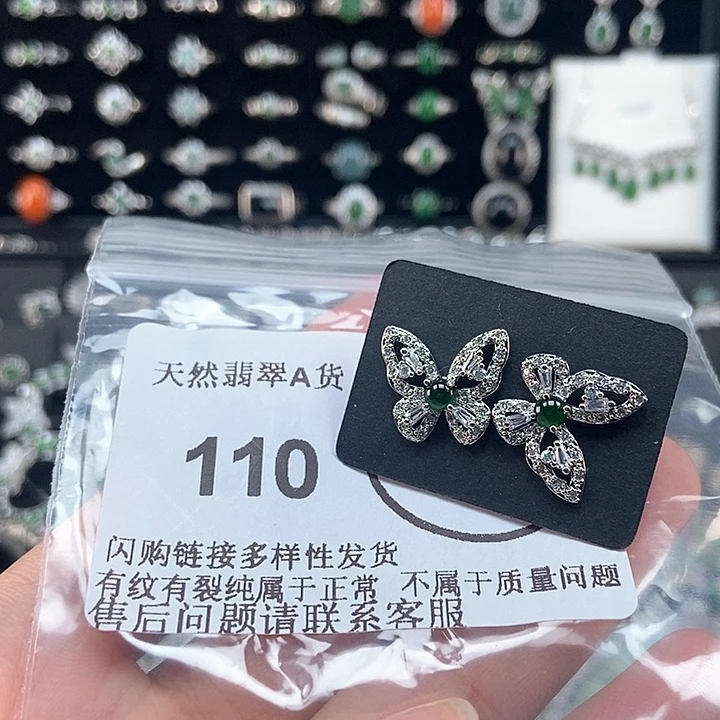 天然翡翠A货
110
闪购链接多样性发货
有纹有裂纯属于正常 不属于质量问题
售后问题请联系客服